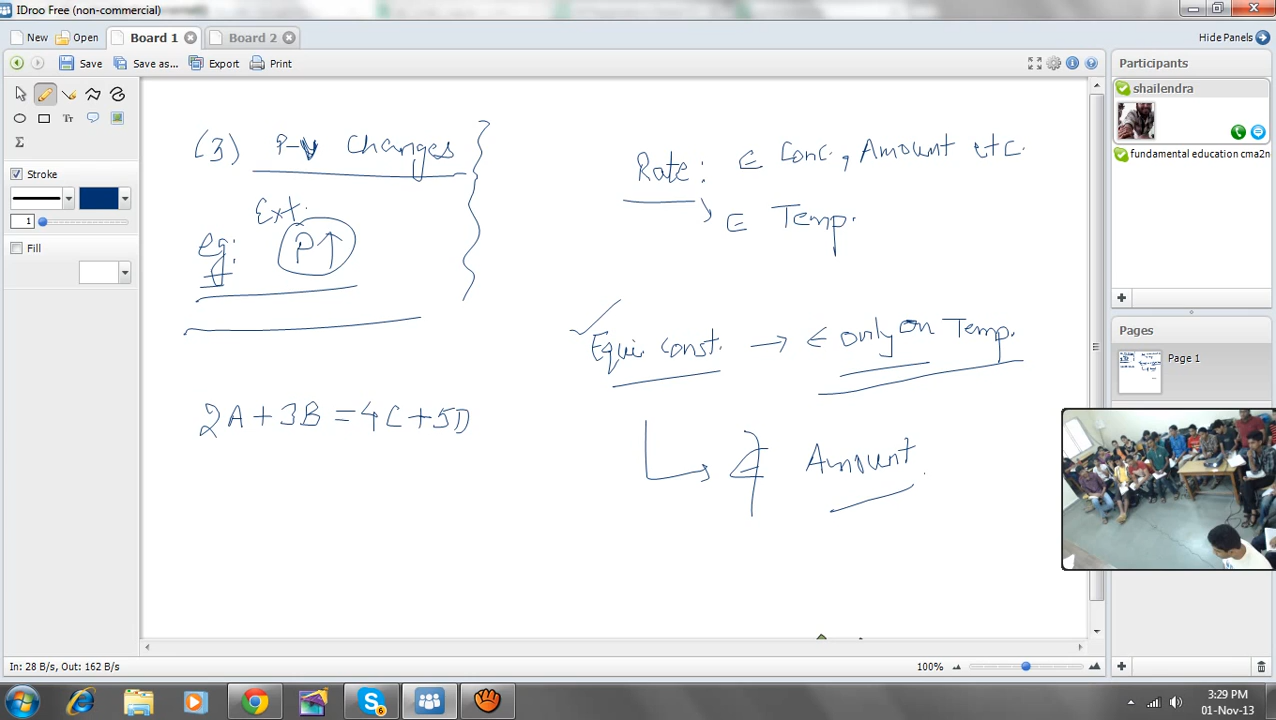 IDroo Free (non-commercial)
New Open Board 1 Board 2 Hide Panels
Save Save as... Export Print
Participants
shailendra
fundamental education cma2n
Stroke
1
Fill
(3) P-V Changes
Ext.
eg: P↑
2A + 3B = 4C + 5D
Rate: ∈ Conc., Amount etc.
∈ Temp.
Equi const. → ∈ only on Temp.
∉ Amount
Pages
Page 1
In: 28 B/s, Out: 162 B/s 100%
6
3:29 PM
01-Nov-13